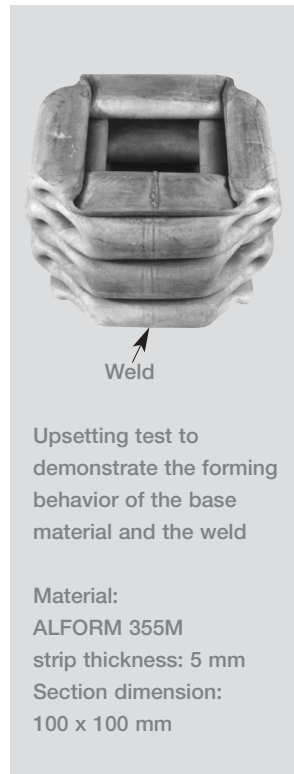 Weld
Upsetting test to
demonstrate the forming
behavior of the base
material and the weld
Material:
ALFORM 355M
strip thickness: 5 mm
Section dimension:
100 x 100 mm